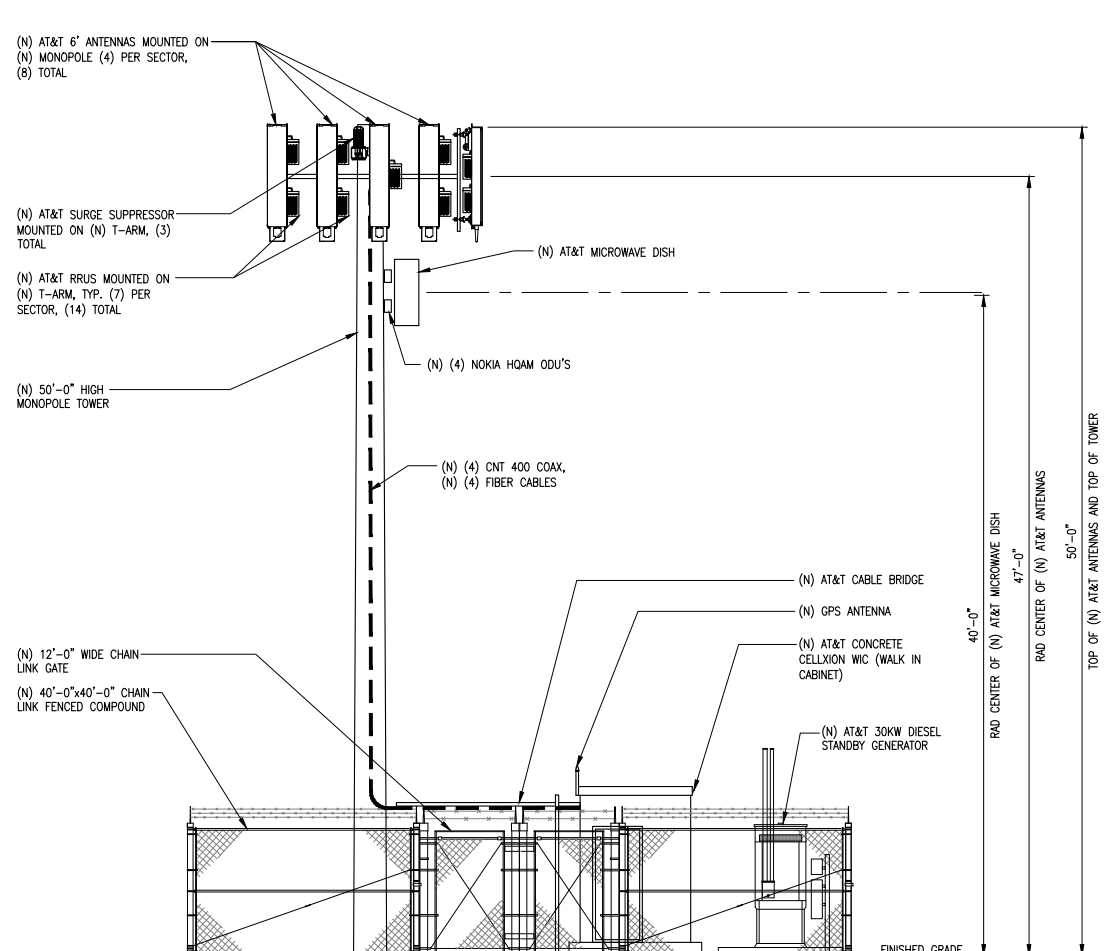 (N) AT&T 6' ANTENNAS MOUNTED ON
(N) MONOPOLE (4) PER SECTOR,
(8) TOTAL
(N) AT&T SURGE SUPPRESSOR
MOUNTED ON (N) T-ARM, (3)
TOTAL
(N) AT&T RRUS MOUNTED ON
(N) T-ARM, TYP. (7) PER
SECTOR, (14) TOTAL
(N) AT&T MICROWAVE DISH
(N) (4) NOKIA HQAM ODU'S
(N) 50'-0" HIGH
MONOPOLE TOWER
(N) (4) CNT 400 COAX,
(N) (4) FIBER CABLES
(N) AT&T CABLE BRIDGE
(N) GPS ANTENNA
(N) AT&T CONCRETE
CELLXION WIC (WALK IN
CABINET)
(N) 12'-0" WIDE CHAIN
LINK GATE
(N) 40'-0"x40'-0" CHAIN
LINK FENCED COMPOUND
(N) AT&T 30KW DIESEL
STANDBY GENERATOR
40'-0"
RAD CENTER OF (N) AT&T MICROWAVE DISH
47'-0"
RAD CENTER OF (N) AT&T ANTENNAS
50'-0"
TOP OF (N) AT&T ANTENNAS AND TOP OF TOWER
FINISHED GRADE